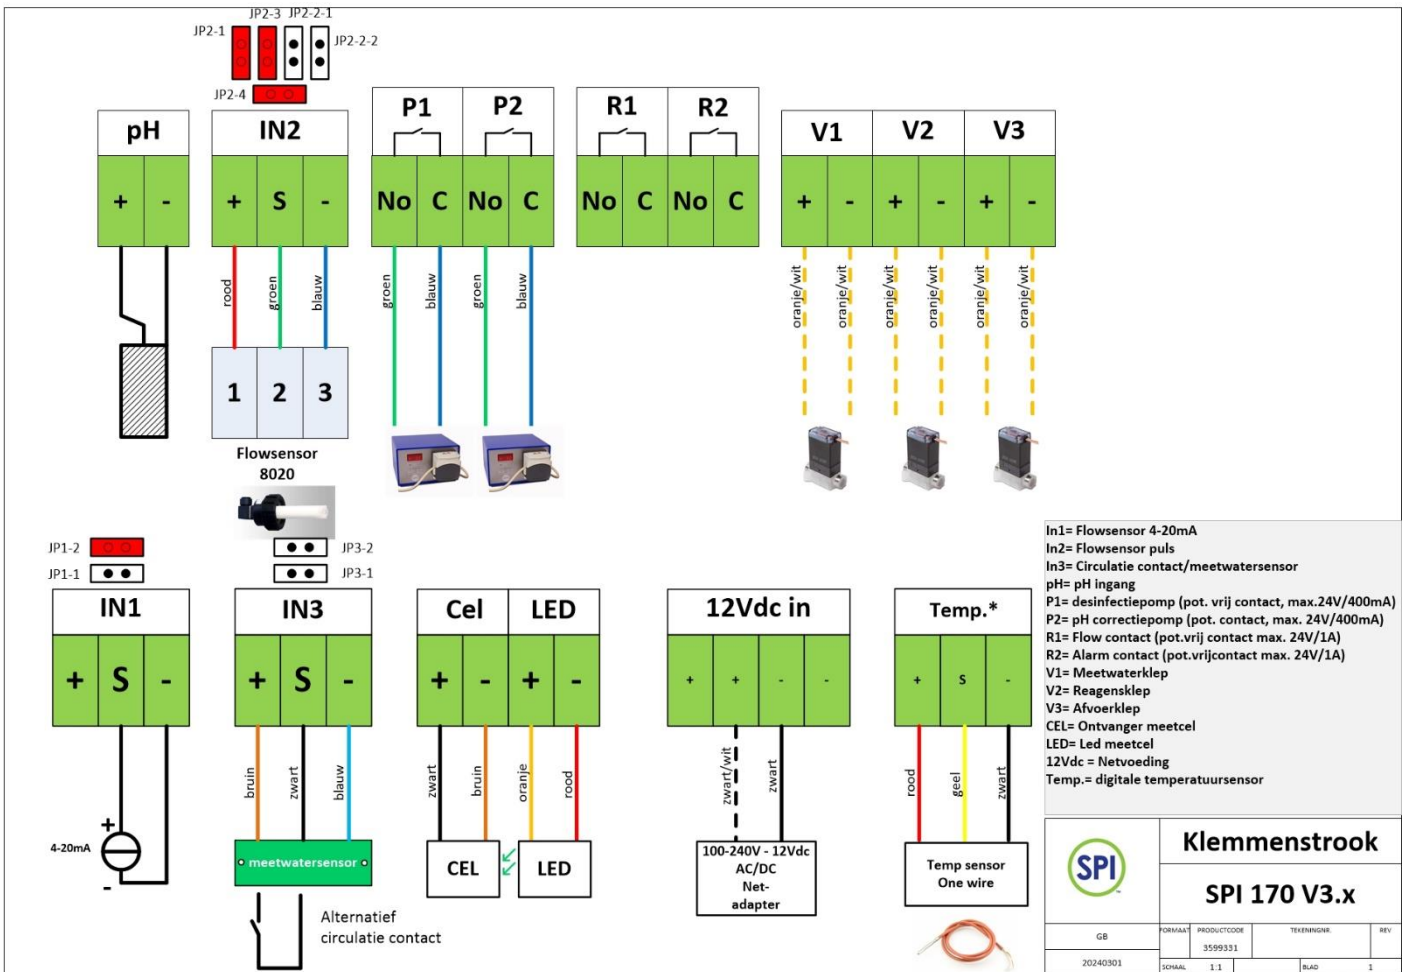 JP2-3 JP2-2-1
JP2-1
JP2-2-2
JP2-4
pH
IN2
P1
P2
R1
R2
V1
V2
V3
+ -
+ S -
No C No C
No C No C
+ - + - + -
rood
groen
blauw
groen
blauw
groen
blauw
oranje/wit
oranje/wit
oranje/wit
oranje/wit
oranje/wit
oranje/wit
1 2 3
Flowsensor
8020
JP1-2
JP1-1
JP3-2
JP3-1
IN1
IN3
Cel
LED
12Vdc in
Temp.*
+ S -
+ S -
+ - + -
+ + - -
+ S -
bruin
zwart
blauw
zwart
bruin
oranje
rood
zwart/wit
zwart
rood
geel
zwart
4-20mA
+
-
meetwatersensor
Alternatief
circulatie contact
CEL
LED
100-240V - 12Vdc
AC/DC
Net-
adapter
Temp sensor
One wire
In1= Flowsensor 4-20mA
In2= Flowsensor puls
In3= Circulatie contact/meetwatersensor
pH= pH ingang
P1= desinfectiepomp (pot. vrij contact, max.24V/400mA)
P2= pH correctiepomp (pot. contact, max. 24V/400mA)
R1= Flow contact (pot.vrij contact max. 24V/1A)
R2= Alarm contact (pot.vrijcontact max. 24V/1A)
V1= Meetwaterklep
V2= Reagensklep
V3= Afvoerklep
CEL= Ontvanger meetcel
LED= Led meetcel
12Vdc = Netvoeding
Temp.= digitale temperatuursensor
SPI
Klemmenstrook
SPI 170 V3.x
GB
FORMAAT
PRODUCTCODE
3599331
TEKENINGNR.
REV
20240301
SCHAAL 1:1
BLAD 1